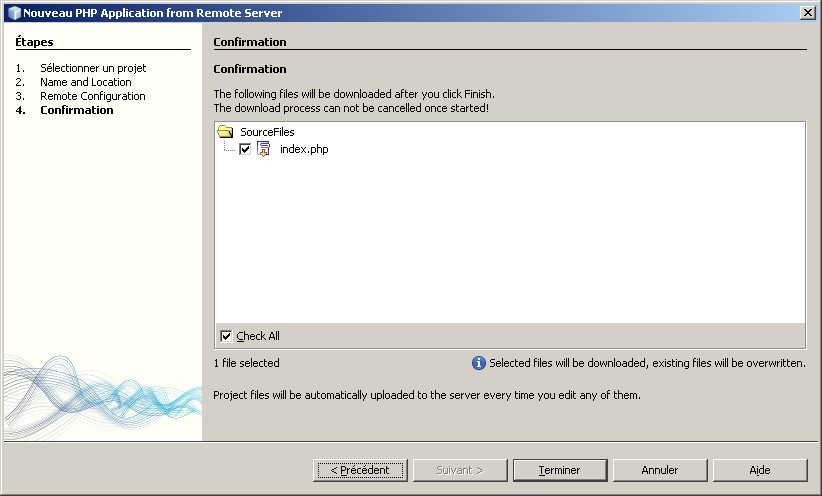 Nouveau PHP Application from Remote Server
Étapes
1. Sélectionner un projet
2. Name and Location
3. Remote Configuration
4. Confirmation
Confirmation
Confirmation
The following files will be downloaded after you click Finish.
The download process can not be cancelled once started!
SourceFiles
index.php
Check All
1 file selected
Selected files will be downloaded, existing files will be overwritten.
Project files will be automatically uploaded to the server every time you edit any of them.
< Précédent
Suivant >
Terminer
Annuler
Aide